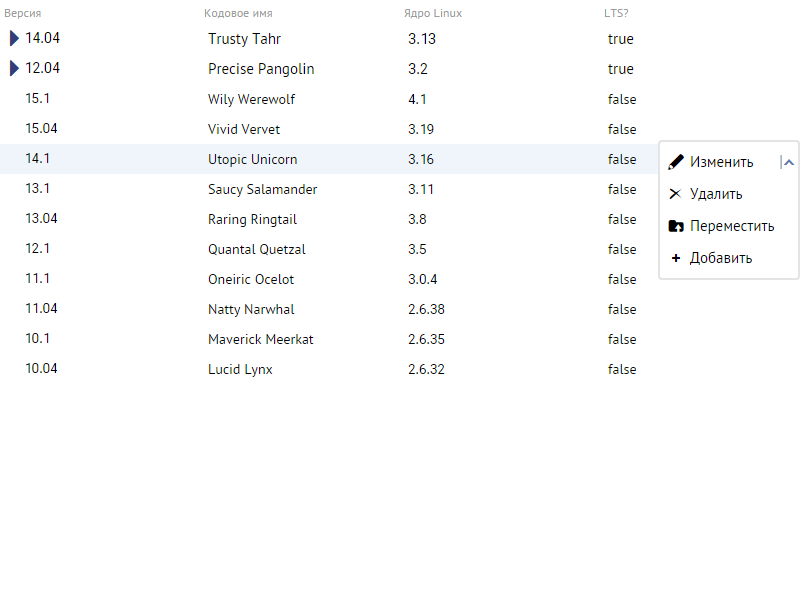 Версия Кодовое имя Ядро Linux LTS?
14.04 Trusty Tahr 3.13 true
12.04 Precise Pangolin 3.2 true
15.1 Wily Werewolf 4.1 false
15.04 Vivid Vervet 3.19 false
14.1 Utopic Unicorn 3.16 false Изменить
13.1 Saucy Salamander 3.11 false Удалить
13.04 Raring Ringtail 3.8 false Переместить
12.1 Quantal Quetzal 3.5 false Добавить
11.1 Oneiric Ocelot 3.0.4 false
11.04 Natty Narwhal 2.6.38 false
10.1 Maverick Meerkat 2.6.35 false
10.04 Lucid Lynx 2.6.32 false